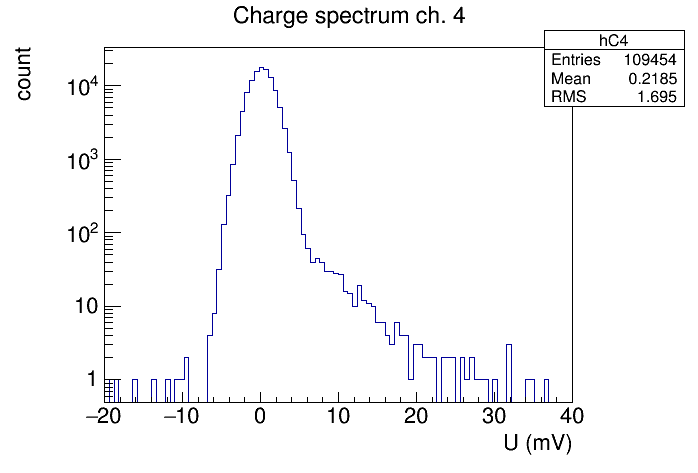 Charge spectrum ch. 4
hC4
Entries 109454
Mean 0.2185
RMS 1.695
count
10⁴
10³
10²
10
1
−20 −10 0 10 20 30 40
U (mV)